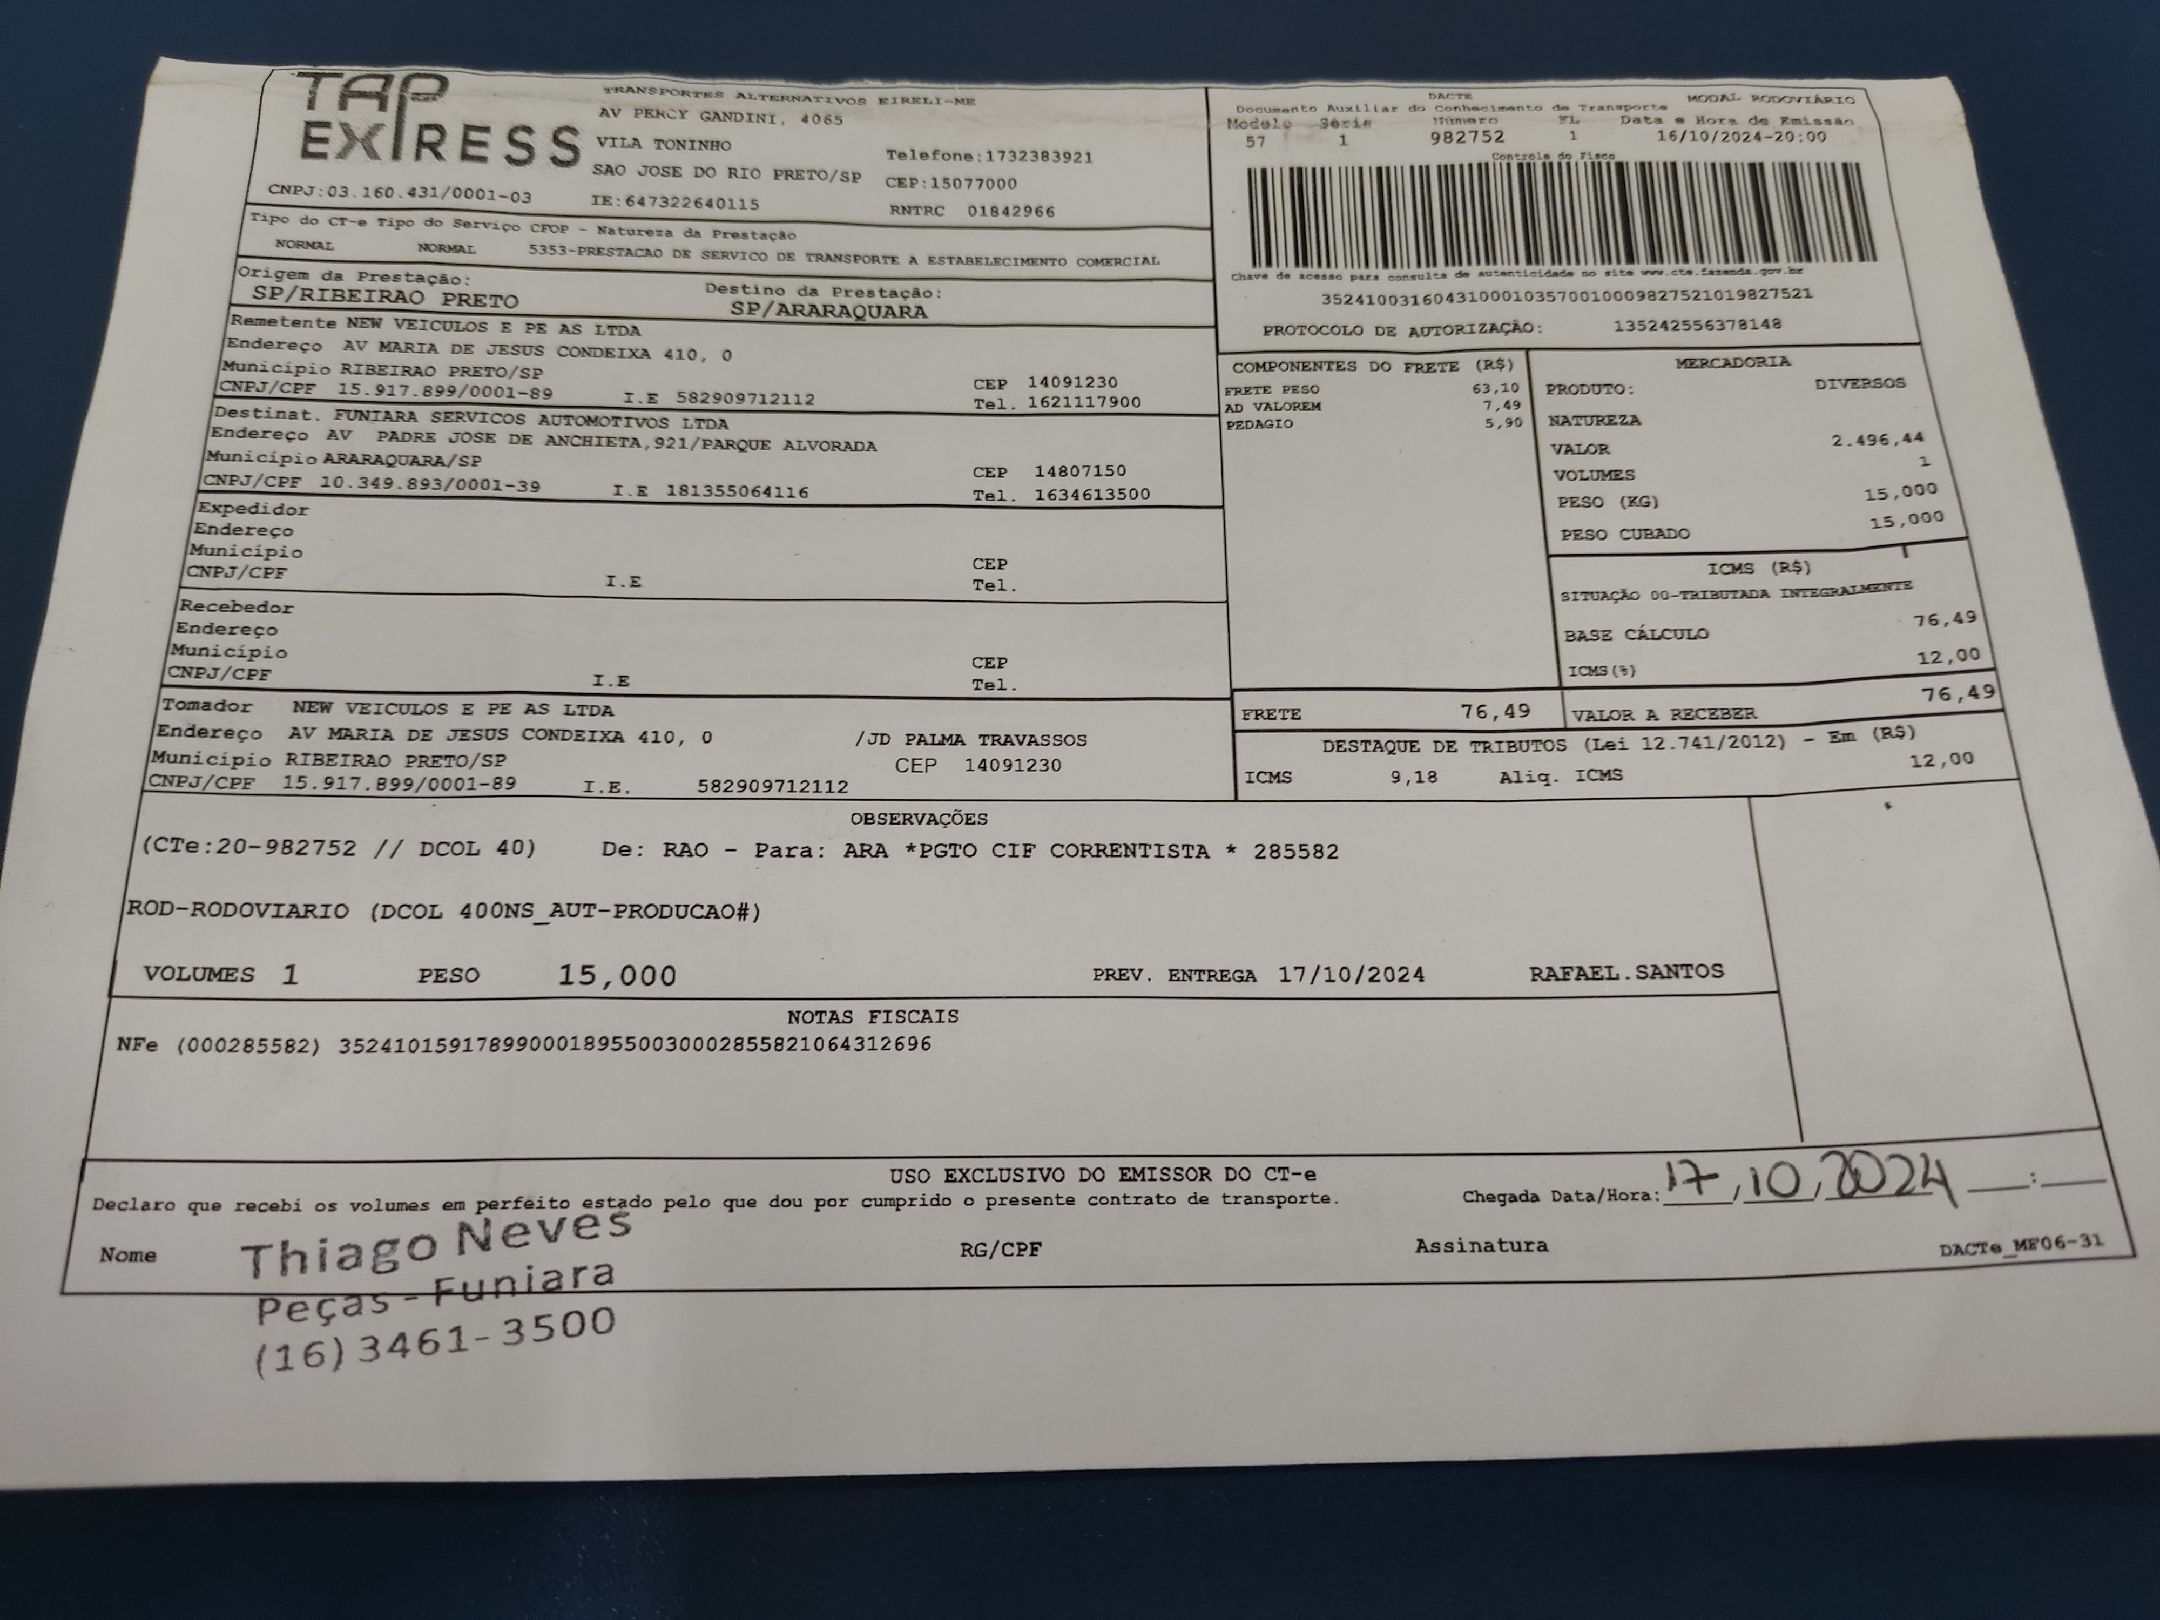 TAP
EXPRESS
TRANSPORTES ALTERNATIVOS EIRELI-ME
AV PERCY GANDINI, 4065
VILA TONINHO
Telefone:1732383921
SAO JOSE DO RIO PRETO/SP
CEP:15077000
CNPJ:03.160.431/0001-03
IE:647322640115
RNTRC 01842966
DACTE
Documento Auxiliar do Conhecimento de Transporte MODAL RODOVIÁRIO
Modelo Série Número FL Data e Hora de Emissão
57 1 982752 1 16/10/2024-20:00
Controle do Fisco
Chave de acesso para consulta de autenticidade no site www.cte.fazenda.gov.br
35241003160431000103570010009827521019827521
PROTOCOLO DE AUTORIZAÇÃO: 135242556378148
Tipo do CT-e Tipo do Serviço CFOP - Natureza da Prestação
NORMAL NORMAL 5353-PRESTACAO DE SERVICO DE TRANSPORTE A ESTABELECIMENTO COMERCIAL
Origem da Prestação: Destino da Prestação:
SP/RIBEIRAO PRETO SP/ARARAQUARA
Remetente NEW VEICULOS E PE AS LTDA
Endereço AV MARIA DE JESUS CONDEIXA 410, 0
Município RIBEIRAO PRETO/SP CEP 14091230
CNPJ/CPF 15.917.899/0001-89 I.E 582909712112 Tel. 1621117900
Destinat. FUNIARA SERVICOS AUTOMOTIVOS LTDA
Endereço AV PADRE JOSE DE ANCHIETA,921/PARQUE ALVORADA
Município ARARAQUARA/SP CEP 14807150
CNPJ/CPF 10.349.893/0001-39 I.E 181355064116 Tel. 1634613500
Expedidor
Endereço
Município CEP
CNPJ/CPF I.E Tel.
Recebedor
Endereço
Município CEP
CNPJ/CPF I.E Tel.
Tomador NEW VEICULOS E PE AS LTDA
Endereço AV MARIA DE JESUS CONDEIXA 410, 0 /JD PALMA TRAVASSOS
Município RIBEIRAO PRETO/SP CEP 14091230
CNPJ/CPF 15.917.899/0001-89 I.E. 582909712112
COMPONENTES DO FRETE (R$)
FRETE PESO 63,10
AD VALOREM 7,49
PEDAGIO 5,90
MERCADORIA
PRODUTO: DIVERSOS
NATUREZA
VALOR 2.496,44
VOLUMES 1
PESO (KG) 15,000
PESO CUBADO 15,000
ICMS (R$)
SITUAÇÃO 00-TRIBUTADA INTEGRALMENTE
BASE CÁLCULO 76,49
ICMS(%) 12,00
FRETE 76,49 VALOR A RECEBER 76,49
DESTAQUE DE TRIBUTOS (Lei 12.741/2012) - Em (R$)
ICMS 9,18 Aliq. ICMS 12,00
OBSERVAÇÕES
(CTe:20-982752 // DCOL 40) De: RAO - Para: ARA *PGTO CIF CORRENTISTA * 285582
ROD-RODOVIARIO (DCOL 400NS_AUT-PRODUCAO#)
VOLUMES 1 PESO 15,000 PREV. ENTREGA 17/10/2024 RAFAEL.SANTOS
NOTAS FISCAIS
NFe (000285582) 35241015917899000189550030002855821064312696
USO EXCLUSIVO DO EMISSOR DO CT-e
Declaro que recebi os volumes em perfeito estado pelo que dou por cumprido o presente contrato de transporte.
Chegada Data/Hora: 17/10/2024 __:__
Nome RG/CPF Assinatura DACTe_MF06-31
Thiago Neves
Peças - Funiara
(16) 3461-3500